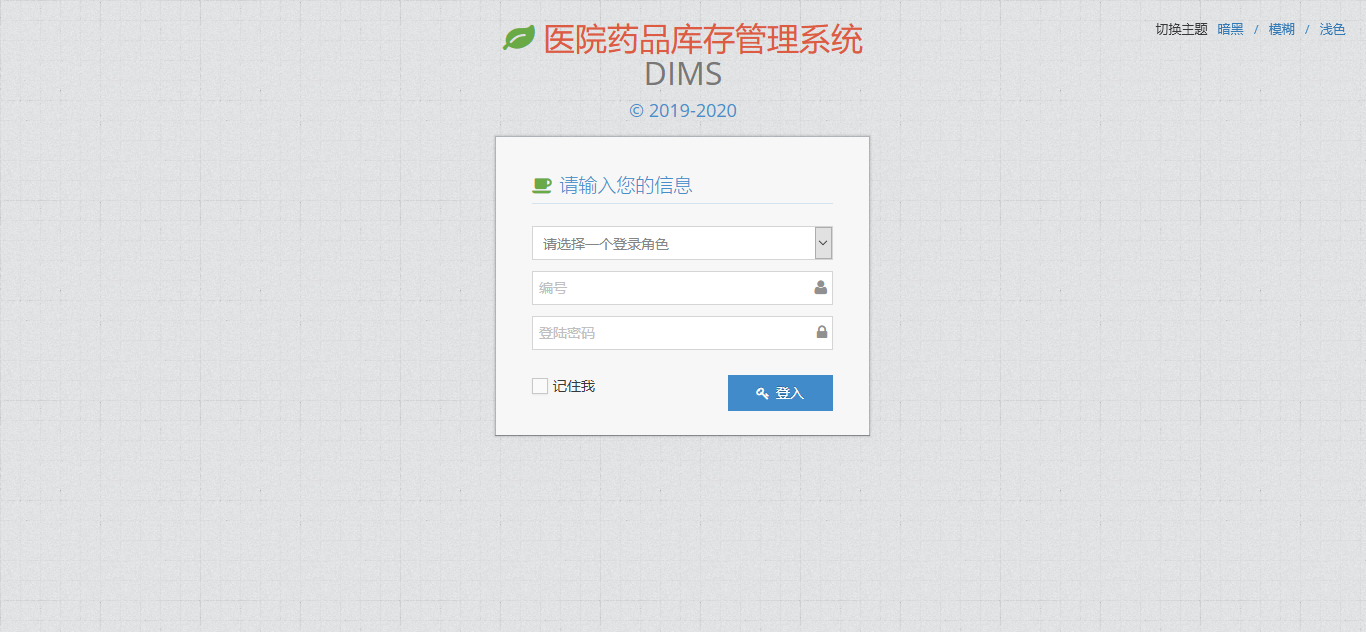 医院药品库存管理系统
DIMS
© 2019-2020
切换主题 暗黑 / 模糊 / 浅色
请输入您的信息
请选择一个登录角色
编号
登陆密码
记住我
登入